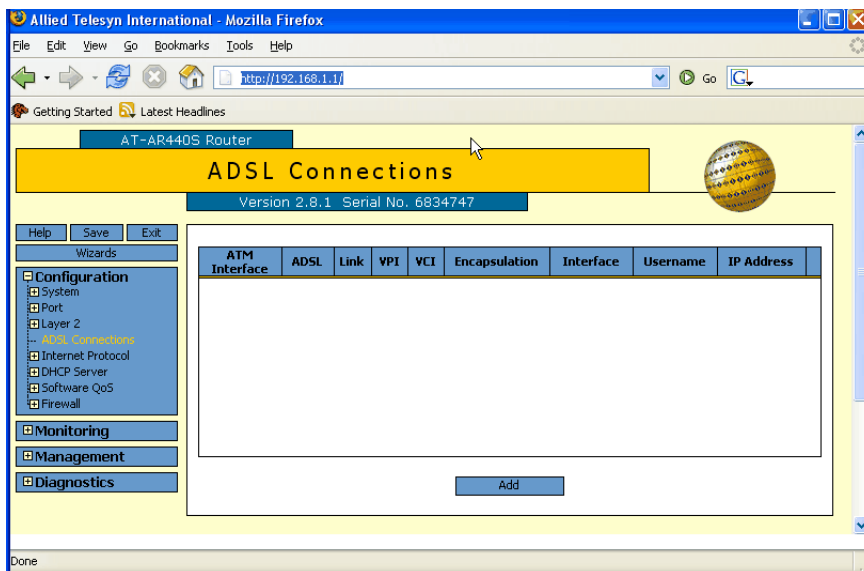 Allied Telesyn International - Mozilla Firefox
File Edit View Go Bookmarks Tools Help
http://192.168.1.1/
Go
G
Getting Started Latest Headlines
AT-AR440S Router
ADSL Connections
Version 2.8.1 Serial No. 6834747
Help Save Exit
Wizards
Configuration
System
Port
Layer 2
ADSL Connections
Internet Protocol
DHCP Server
Software QoS
Firewall
Monitoring
Management
Diagnostics
ATM Interface ADSL Link VPI VCI Encapsulation Interface Username IP Address
Add
Done